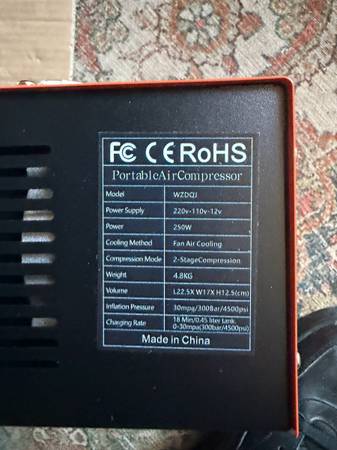 FC CE RoHS
PortableAirCompressor
Model WZDQJ
Power Supply 220v-110v-12v
Power 250W
Cooling Method Fan Air Cooling
Compression Mode 2-StageCompression
Weight 4.8KG
Volume L22.5X W17X H12.5(cm)
Inflation Pressure 30mpg/300Bar/4500psi
Charging Rate 18 Min/0.45 liter tank.
0-30mpa(300bar/4500psi)
Made in China